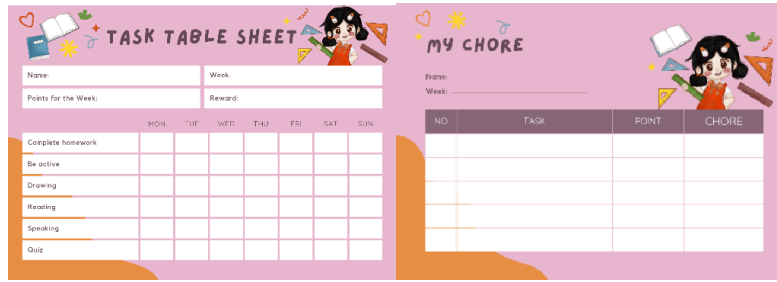 TASK TABLE SHEET
Name: Week:
Points for the Week: Reward:
MON TUE WED THU FRI SAT SUN
Complete homework
Be active
Drawing
Reading
Speaking
Quiz
MY CHORE
Name:
Week:
NO TASK POINT CHORE